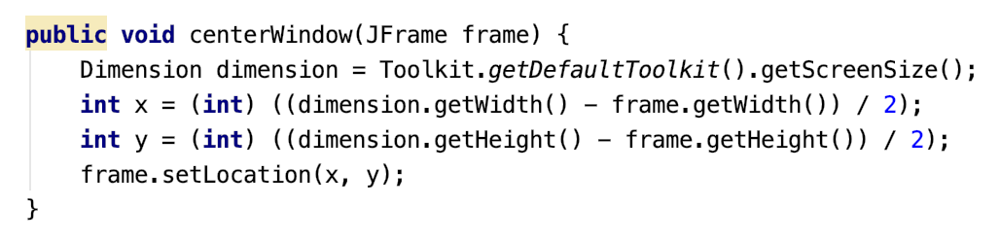 public void centerWindow(JFrame frame) {
    Dimension dimension = Toolkit.getDefaultToolkit().getScreenSize();
    int x = (int) ((dimension.getWidth() – frame.getWidth()) / 2);
    int y = (int) ((dimension.getHeight() – frame.getHeight()) / 2);
    frame.setLocation(x, y);
}